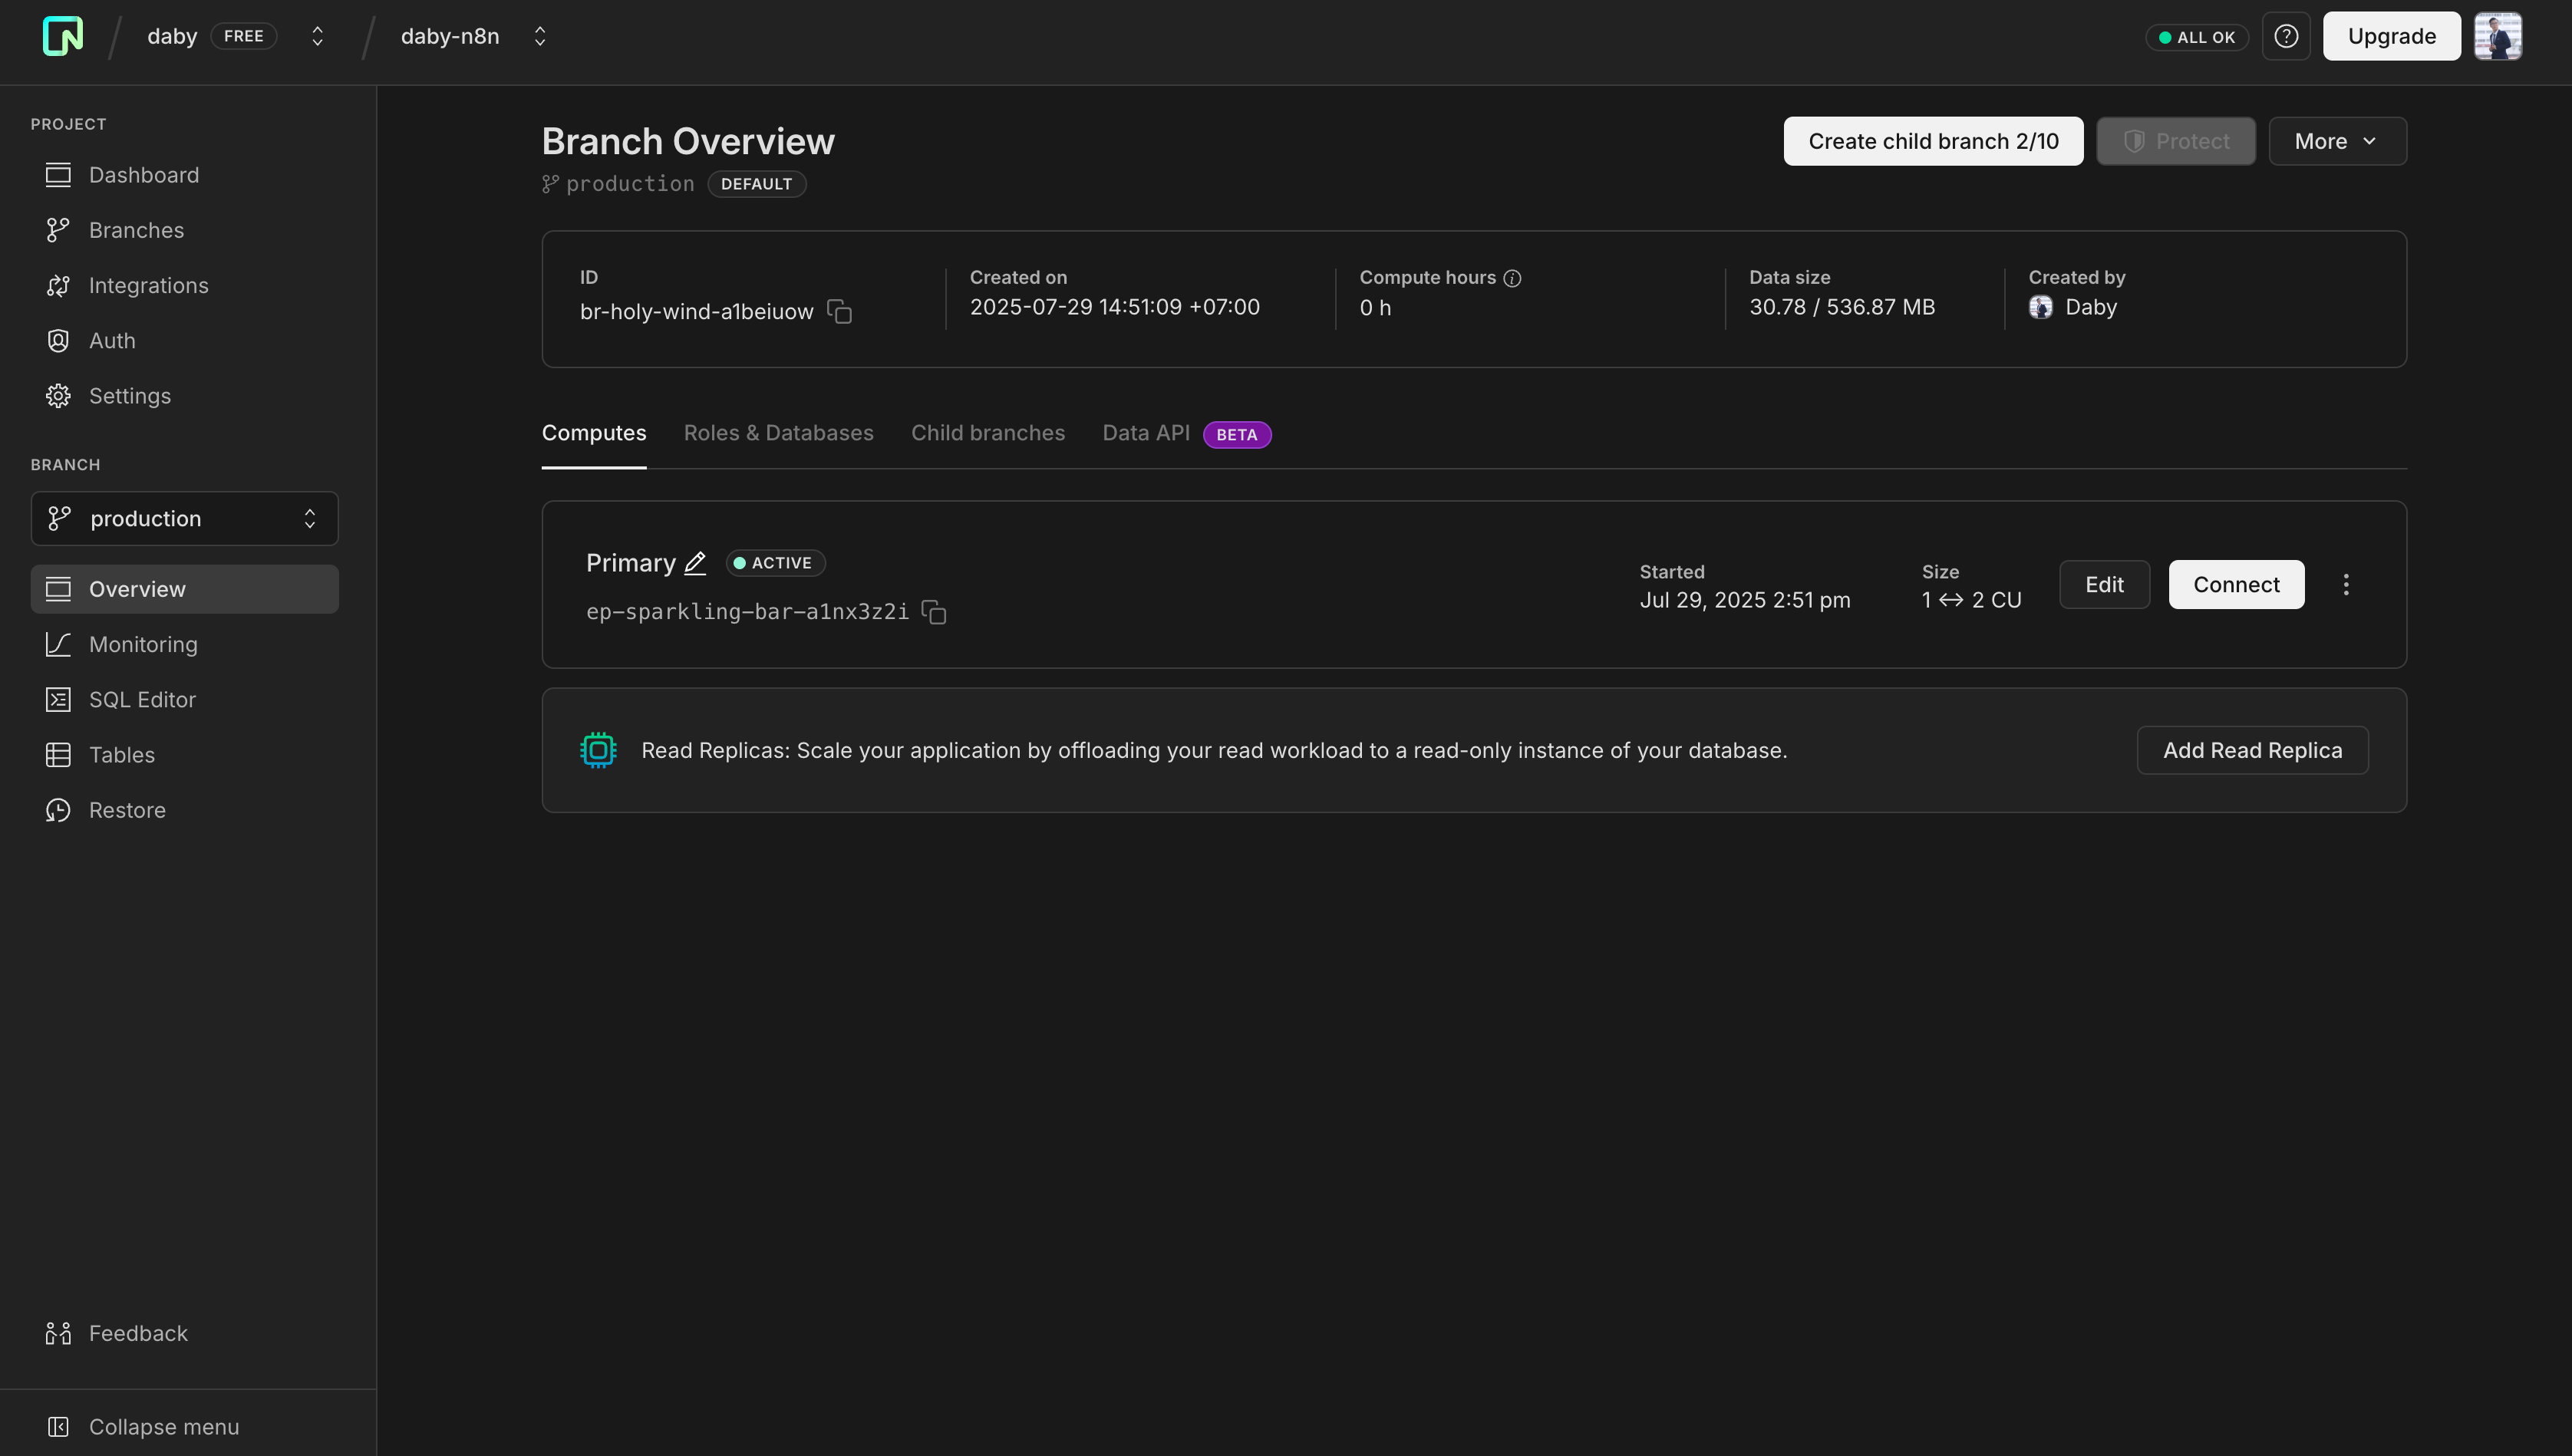 daby FREE daby-n8n ALL OK Upgrade
PROJECT
Dashboard
Branches
Integrations
Auth
Settings
BRANCH
production
Overview
Monitoring
SQL Editor
Tables
Restore
Feedback
Collapse menu
Branch Overview
production DEFAULT
Create child branch 2/10 Protect More
ID
br-holy-wind-a1beiuow
Created on
2025-07-29 14:51:09 +07:00
Compute hours
0 h
Data size
30.78 / 536.87 MB
Created by
Daby
Computes Roles & Databases Child branches Data API BETA
Primary ACTIVE
ep-sparkling-bar-a1nx3z2i
Started
Jul 29, 2025 2:51 pm
Size
1 ↔ 2 CU
Edit Connect
Read Replicas: Scale your application by offloading your read workload to a read-only instance of your database.
Add Read Replica